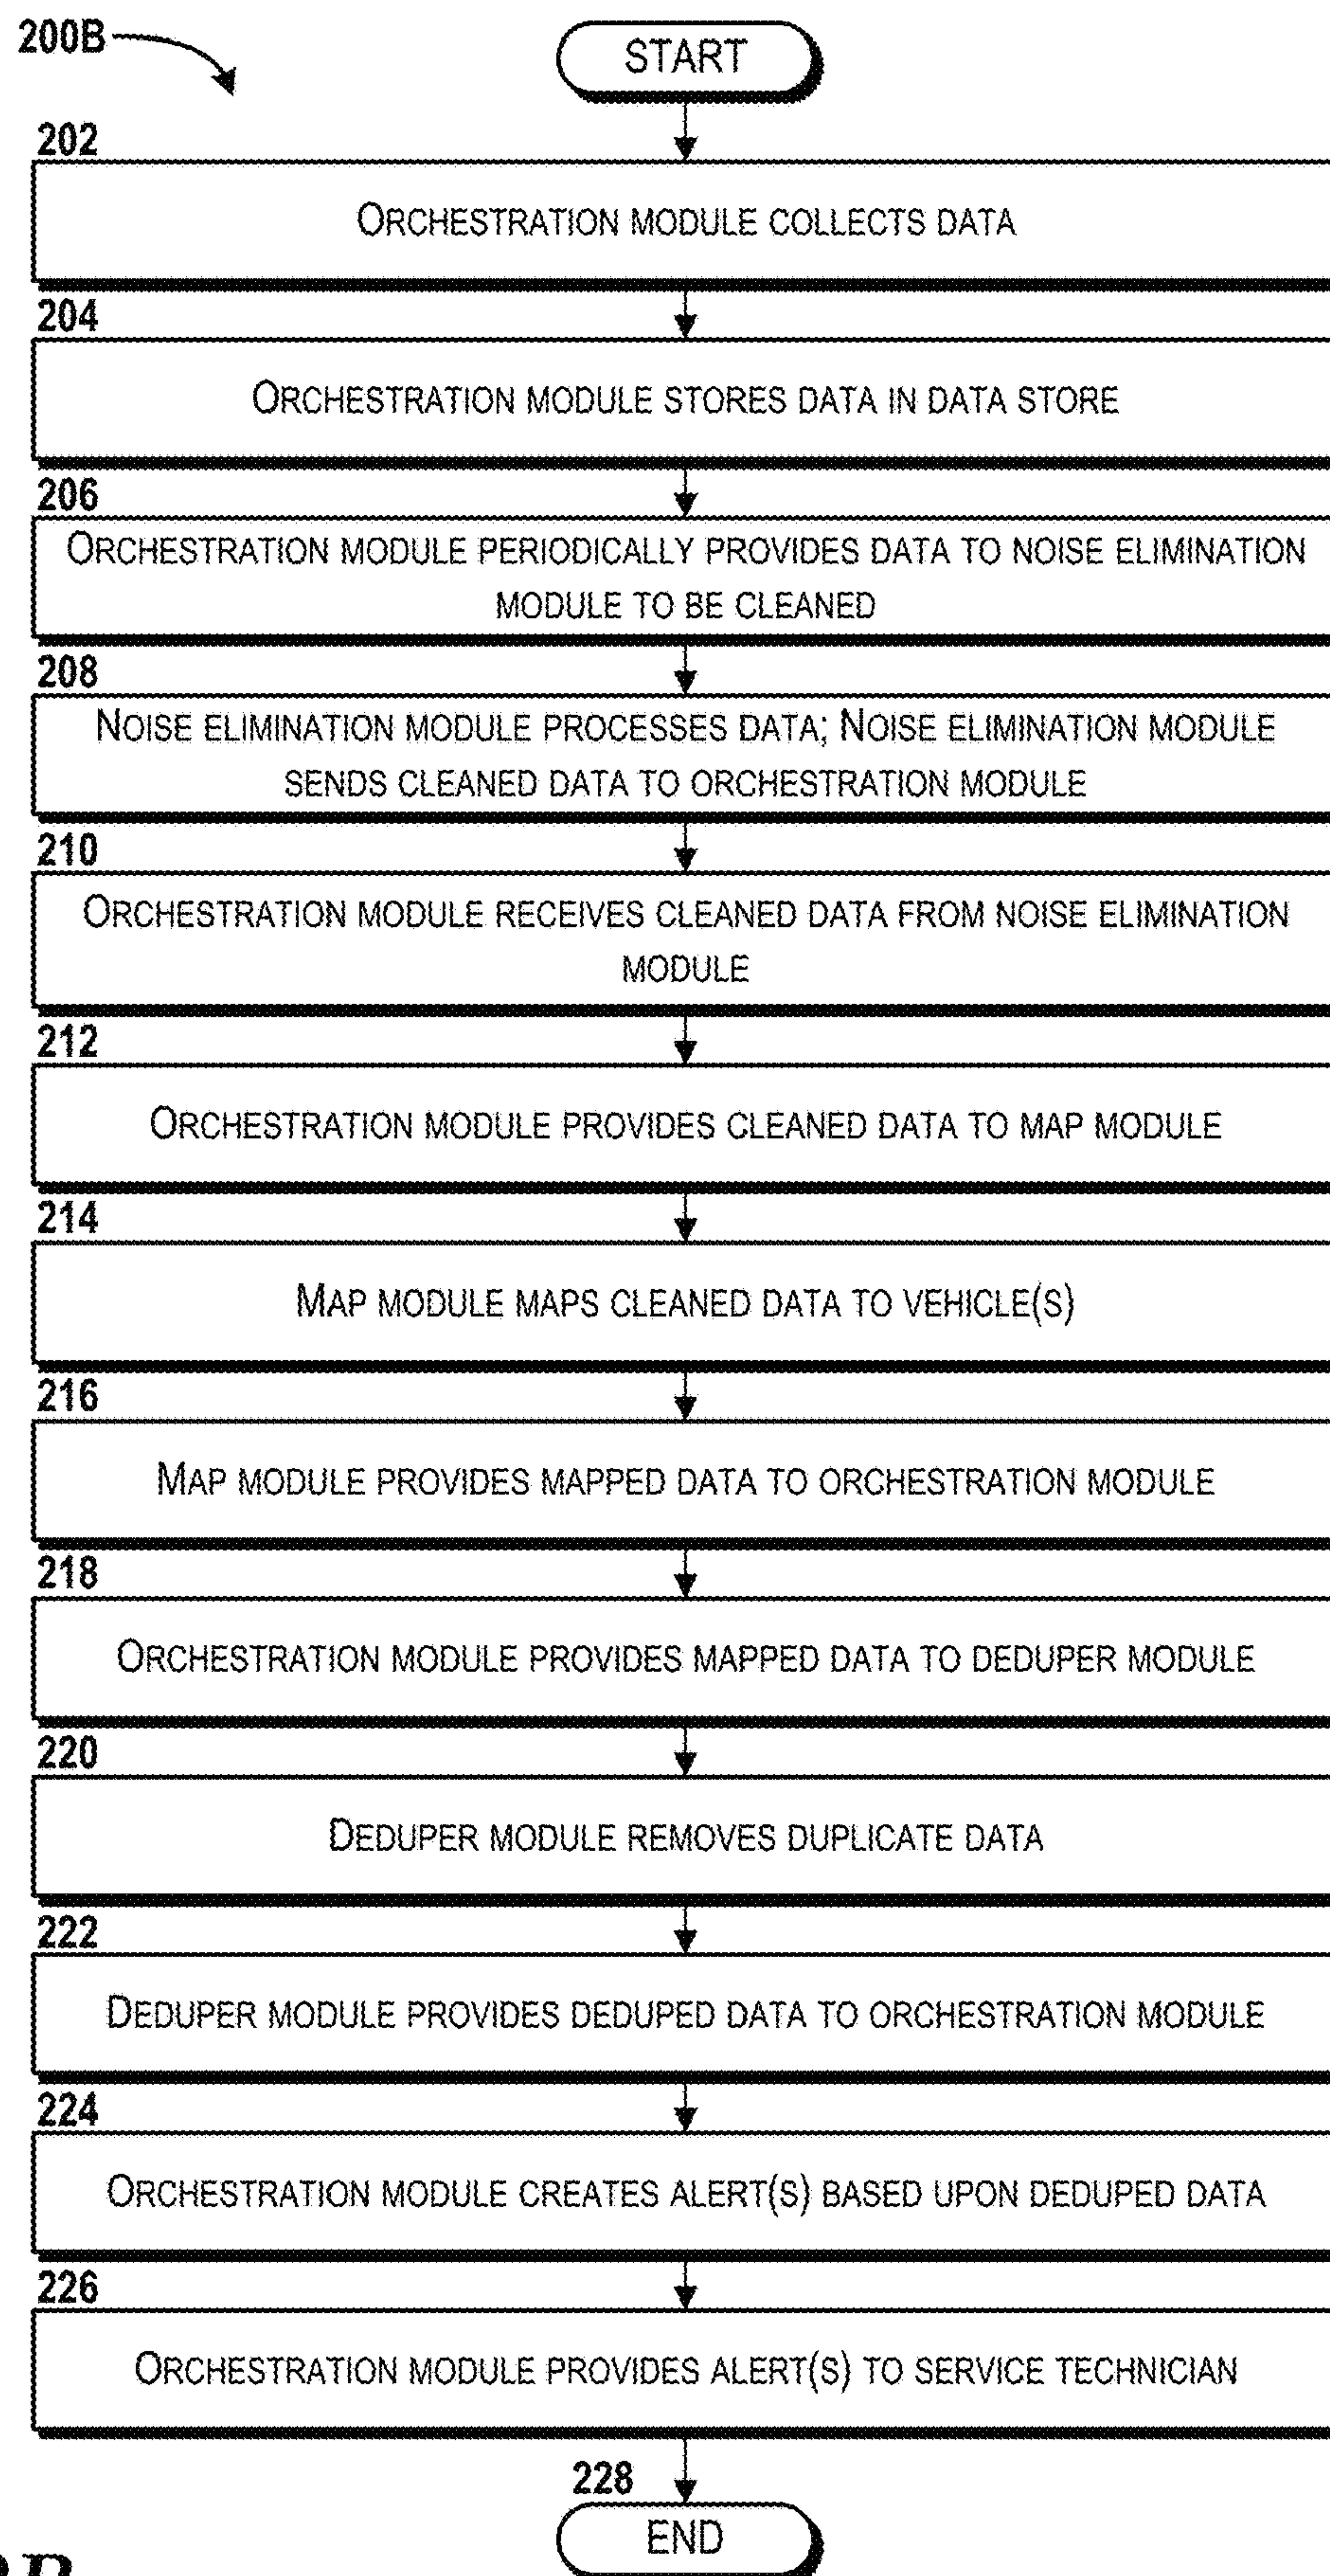 200B
START
202
ORCHESTRATION MODULE COLLECTS DATA
204
ORCHESTRATION MODULE STORES DATA IN DATA STORE
206
ORCHESTRATION MODULE PERIODICALLY PROVIDES DATA TO NOISE ELIMINATION
MODULE TO BE CLEANED
208
NOISE ELIMINATION MODULE PROCESSES DATA; NOISE ELIMINATION MODULE
SENDS CLEANED DATA TO ORCHESTRATION MODULE
210
ORCHESTRATION MODULE RECEIVES CLEANED DATA FROM NOISE ELIMINATION
MODULE
212
ORCHESTRATION MODULE PROVIDES CLEANED DATA TO MAP MODULE
214
MAP MODULE MAPS CLEANED DATA TO VEHICLE(S)
216
MAP MODULE PROVIDES MAPPED DATA TO ORCHESTRATION MODULE
218
ORCHESTRATION MODULE PROVIDES MAPPED DATA TO DEDUPER MODULE
220
DEDUPER MODULE REMOVES DUPLICATE DATA
222
DEDUPER MODULE PROVIDES DEDUPED DATA TO ORCHESTRATION MODULE
224
ORCHESTRATION MODULE CREATES ALERT(S) BASED UPON DEDUPED DATA
226
ORCHESTRATION MODULE PROVIDES ALERT(S) TO SERVICE TECHNICIAN
228
END